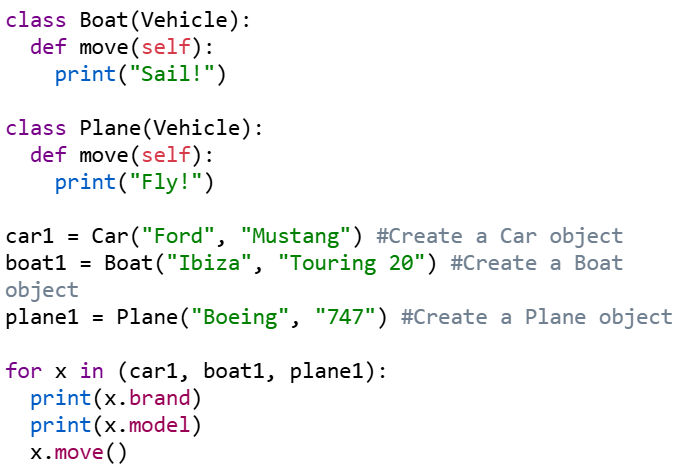 class Boat(Vehicle):
  def move(self):
    print("Sail!")

class Plane(Vehicle):
  def move(self):
    print("Fly!")

car1 = Car("Ford", "Mustang") #Create a Car object
boat1 = Boat("Ibiza", "Touring 20") #Create a Boat
object
plane1 = Plane("Boeing", "747") #Create a Plane object

for x in (car1, boat1, plane1):
  print(x.brand)
  print(x.model)
  x.move()